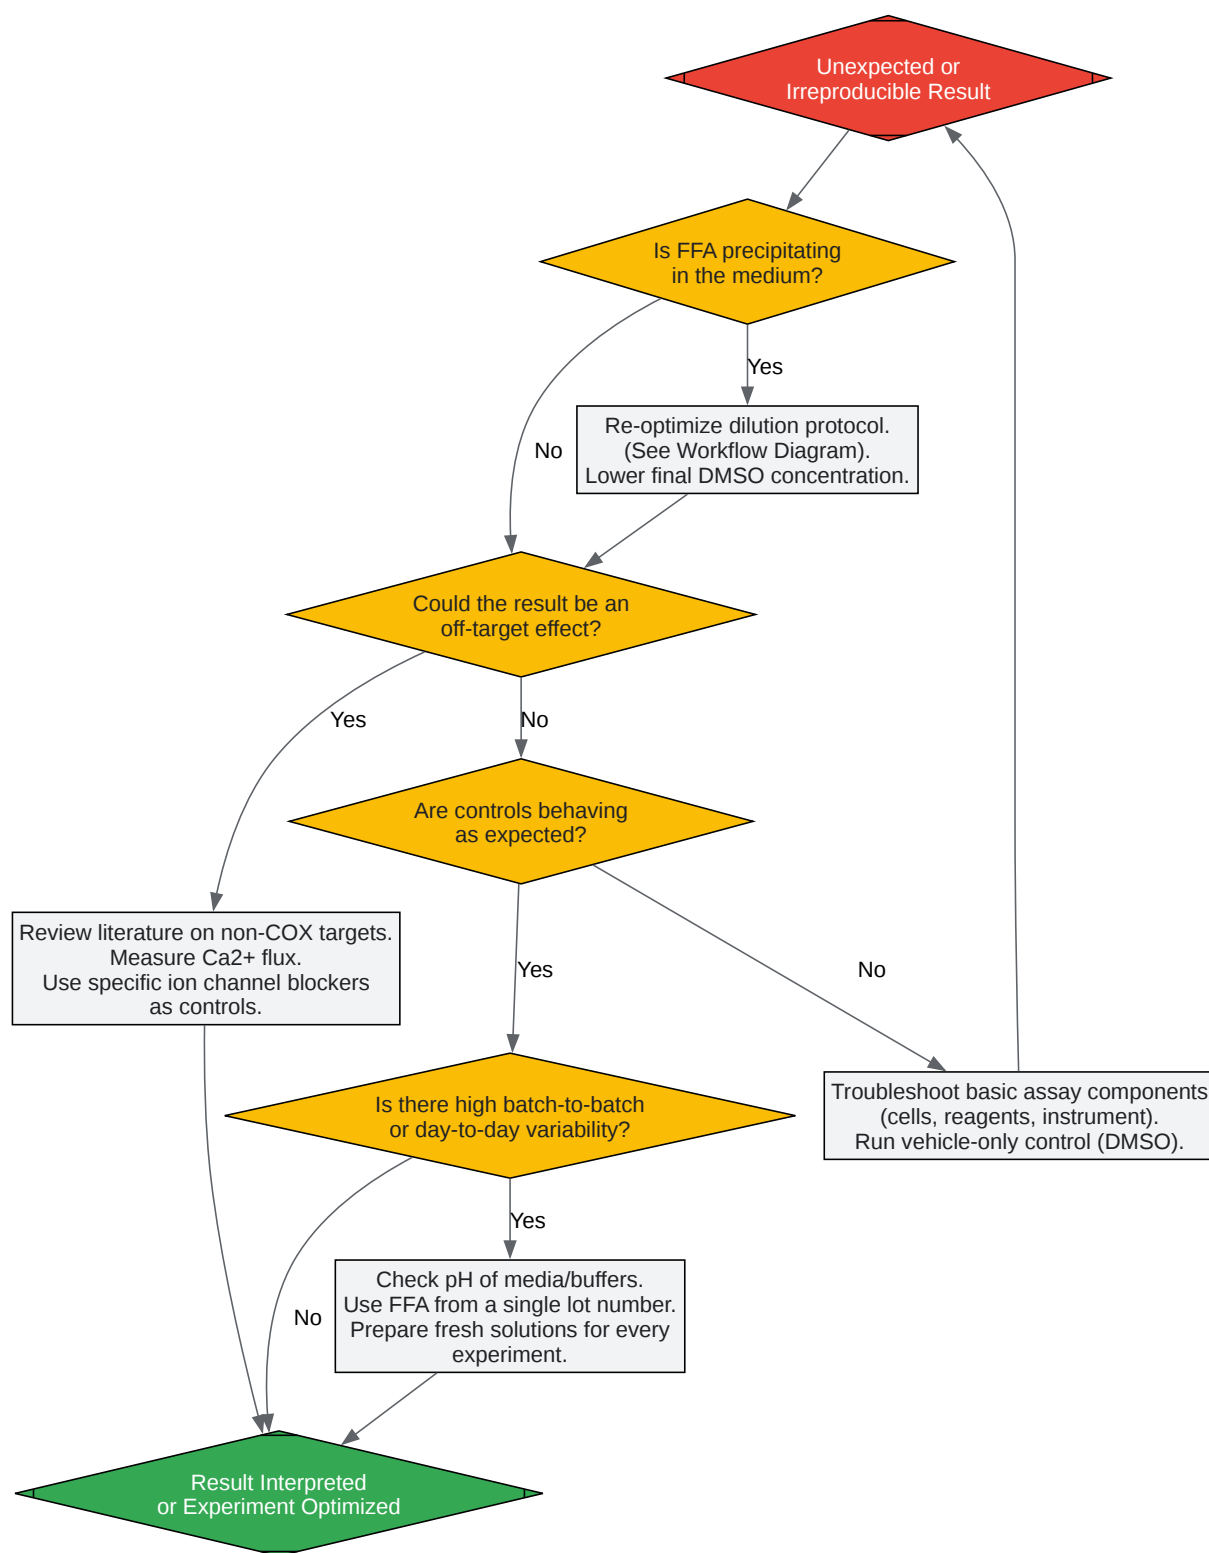 Unexpected or
Irreproducible Result
Is FFA precipitating
in the medium?
Yes
Re-optimize dilution protocol.
(See Workflow Diagram).
Lower final DMSO concentration.
No
Could the result be an
off-target effect?
Yes
No
Are controls behaving
as expected?
Review literature on non-COX targets.
Measure Ca2+ flux.
Use specific ion channel blockers
as controls.
Yes
No
Is there high batch-to-batch
or day-to-day variability?
Troubleshoot basic assay components
(cells, reagents, instrument).
Run vehicle-only control (DMSO).
Yes
Check pH of media/buffers.
Use FFA from a single lot number.
Prepare fresh solutions for every
experiment.
No
Result Interpreted
or Experiment Optimized